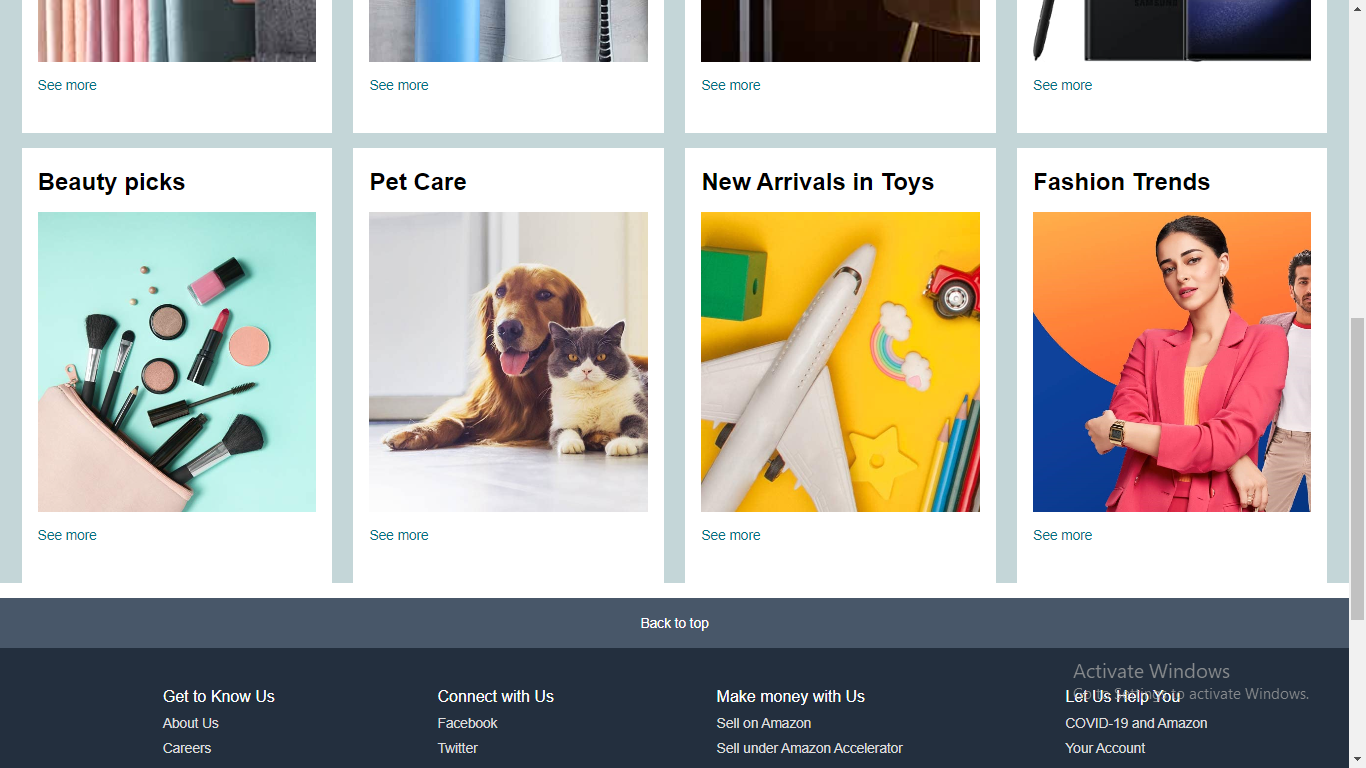 SAMSUNG
See more
See more
See more
See more
Beauty picks
Pet Care
New Arrivals in Toys
Fashion Trends
See more
See more
See more
See more
Back to top
Activate Windows
Go to Settings to activate Windows.
Get to Know Us
Connect with Us
Make money with Us
Let Us Help You
About Us
Facebook
Sell on Amazon
COVID-19 and Amazon
Careers
Twitter
Sell under Amazon Accelerator
Your Account